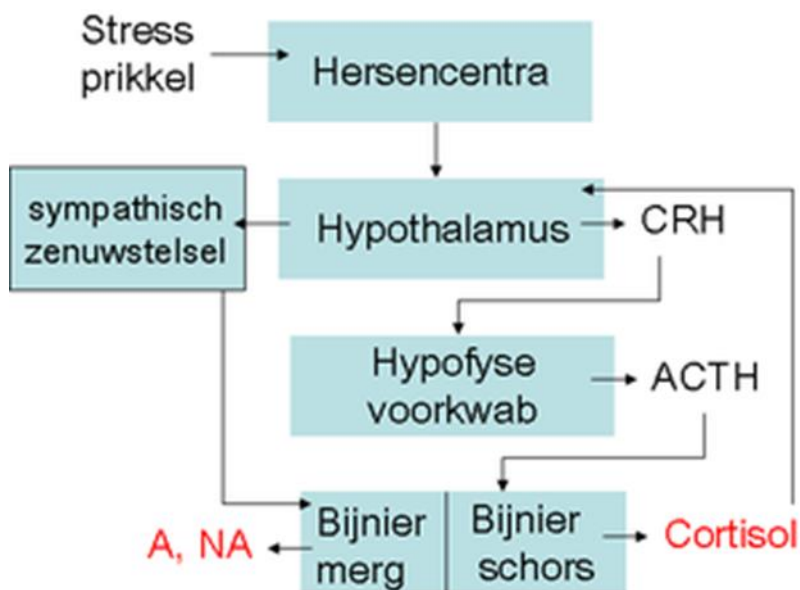 Stress
prikkel
Hersencentra
sympathisch
zenuwstelsel
Hypothalamus
CRH
Hypofyse
voorkwab
ACTH
A, NA
Bijnier
merg
Bijnier
schors
Cortisol